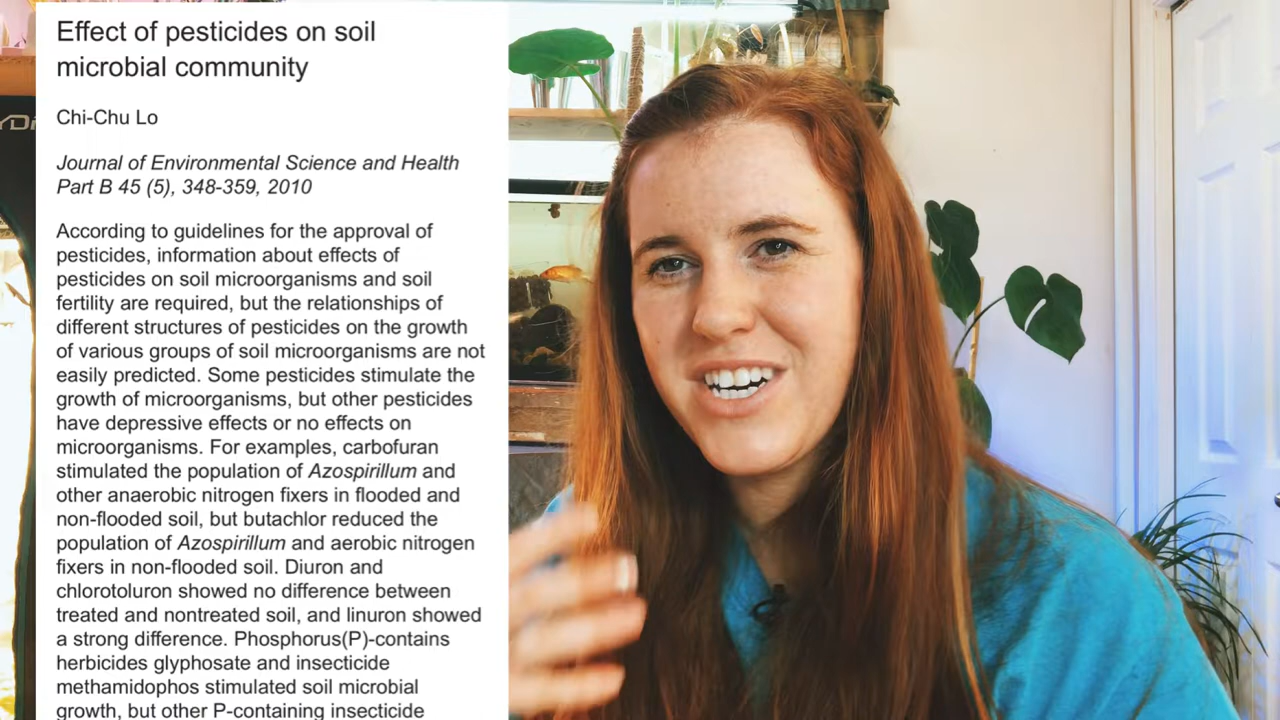 Effect of pesticides on soil
microbial community
Chi-Chu Lo
Journal of Environmental Science and Health
Part B 45 (5), 348-359, 2010
According to guidelines for the approval of
pesticides, information about effects of
pesticides on soil microorganisms and soil
fertility are required, but the relationships of
different structures of pesticides on the growth
of various groups of soil microorganisms are not
easily predicted. Some pesticides stimulate the
growth of microorganisms, but other pesticides
have depressive effects or no effects on
microorganisms. For examples, carbofuran
stimulated the population of Azospirillum and
other anaerobic nitrogen fixers in flooded and
non-flooded soil, but butachlor reduced the
population of Azospirillum and aerobic nitrogen
fixers in non-flooded soil. Diuron and
chlorotoluron showed no difference between
treated and nontreated soil, and linuron showed
a strong difference. Phosphorus(P)-contains
herbicides glyphosate and insecticide
methamidophos stimulated soil microbial
growth, but other P-containing insecticide